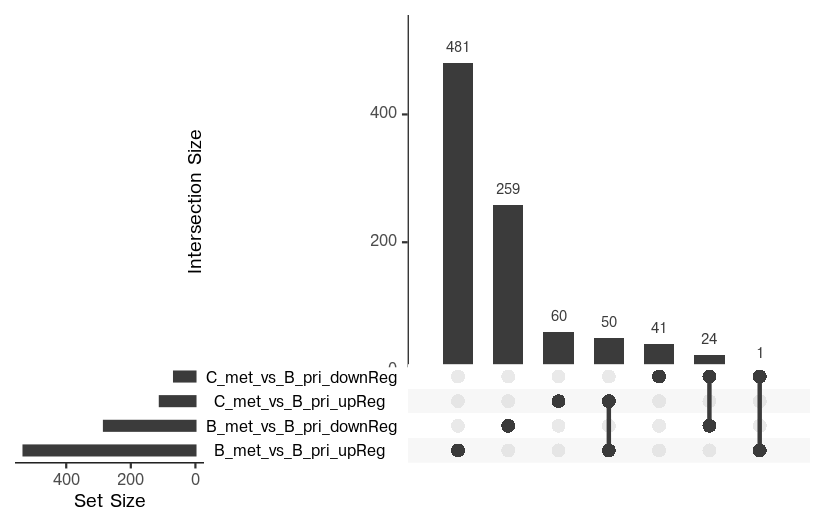 481
259
60
50
41
24
1
Intersection Size
400
200
0
C_met_vs_B_pri_downReg
C_met_vs_B_pri_upReg
B_met_vs_B_pri_downReg
B_met_vs_B_pri_upReg
400 200 0
Set Size